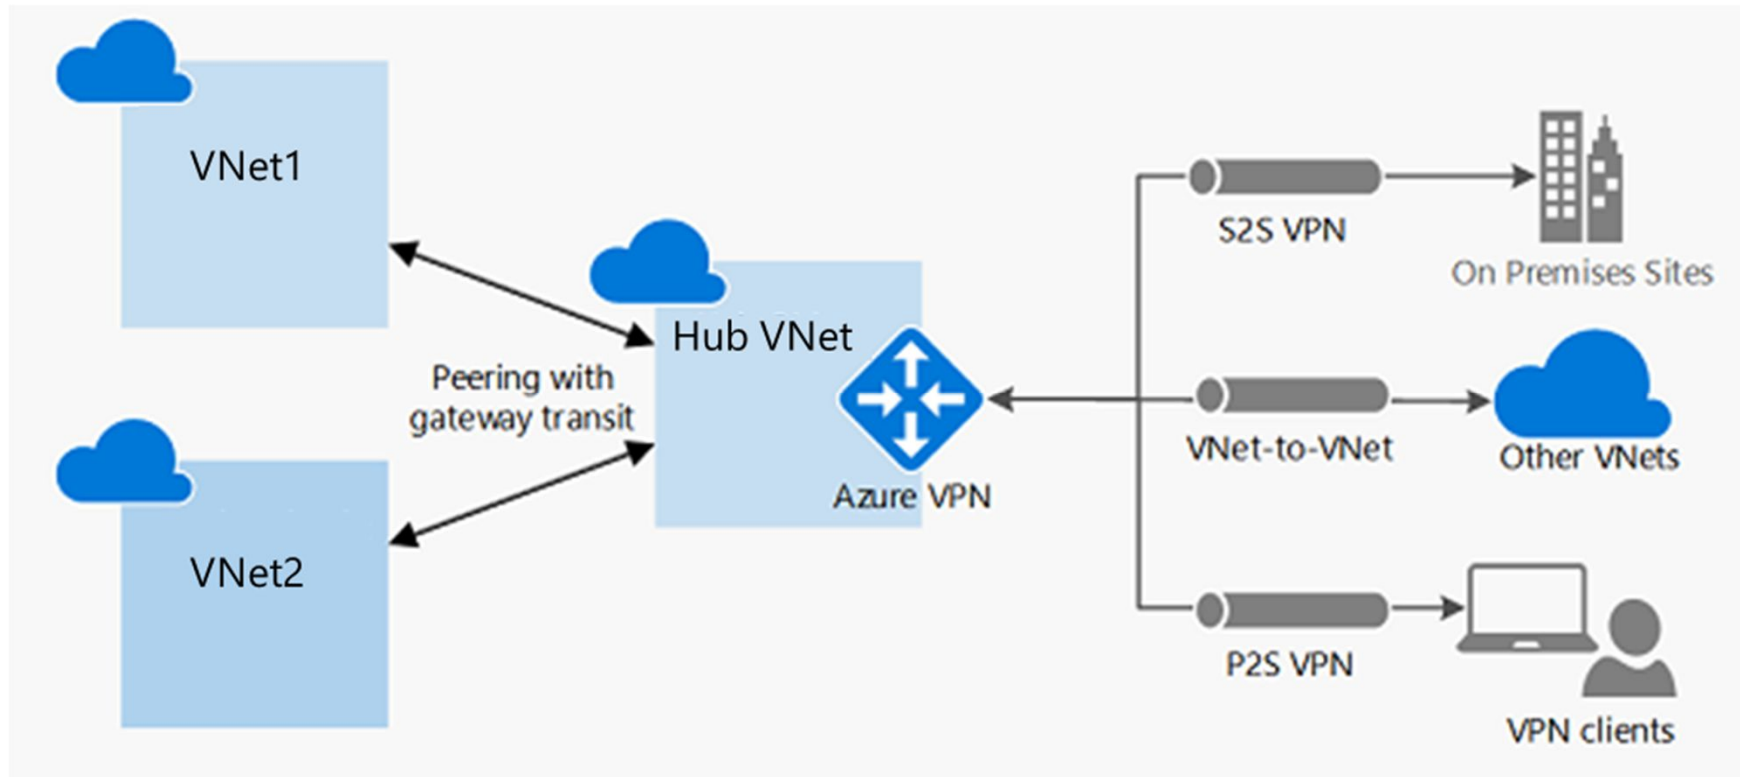 VNet1
Peering with
gateway transit
VNet2
Hub VNet
Azure VPN
S2S VPN
On Premises Sites
VNet-to-VNet
Other VNets
P2S VPN
VPN clients